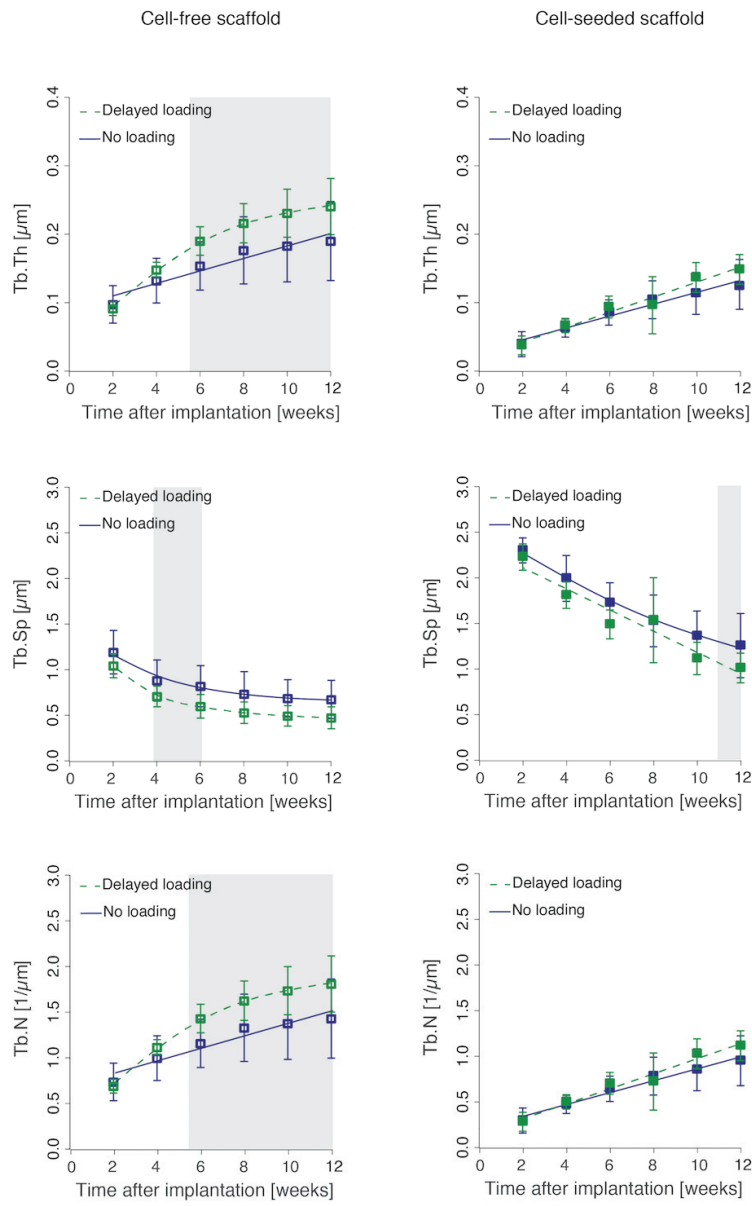 Cell-free scaffold
Cell-seeded scaffold
Tb.Th [µm]
0.4
0.3
0.2
0.1
0.0
Delayed loading
No loading
0 2 4 6 8 10 12
Time after implantation [weeks]
Tb.Th [µm]
0.4
0.3
0.2
0.1
0.0
Delayed loading
No loading
0 2 4 6 8 10 12
Time after implantation [weeks]
Tb.Sp [µm]
3.0
2.5
2.0
1.5
1.0
0.5
0.0
Delayed loading
No loading
0 2 4 6 8 10 12
Time after implantation [weeks]
Tb.Sp [µm]
3.0
2.5
2.0
1.5
1.0
0.5
0.0
Delayed loading
No loading
0 2 4 6 8 10 12
Time after implantation [weeks]
Tb.N [1/µm]
3.0
2.5
2.0
1.5
1.0
0.5
0.0
Delayed loading
No loading
0 2 4 6 8 10 12
Time after implantation [weeks]
Tb.N [1/µm]
3.0
2.5
2.0
1.5
1.0
0.5
0.0
Delayed loading
No loading
0 2 4 6 8 10 12
Time after implantation [weeks]